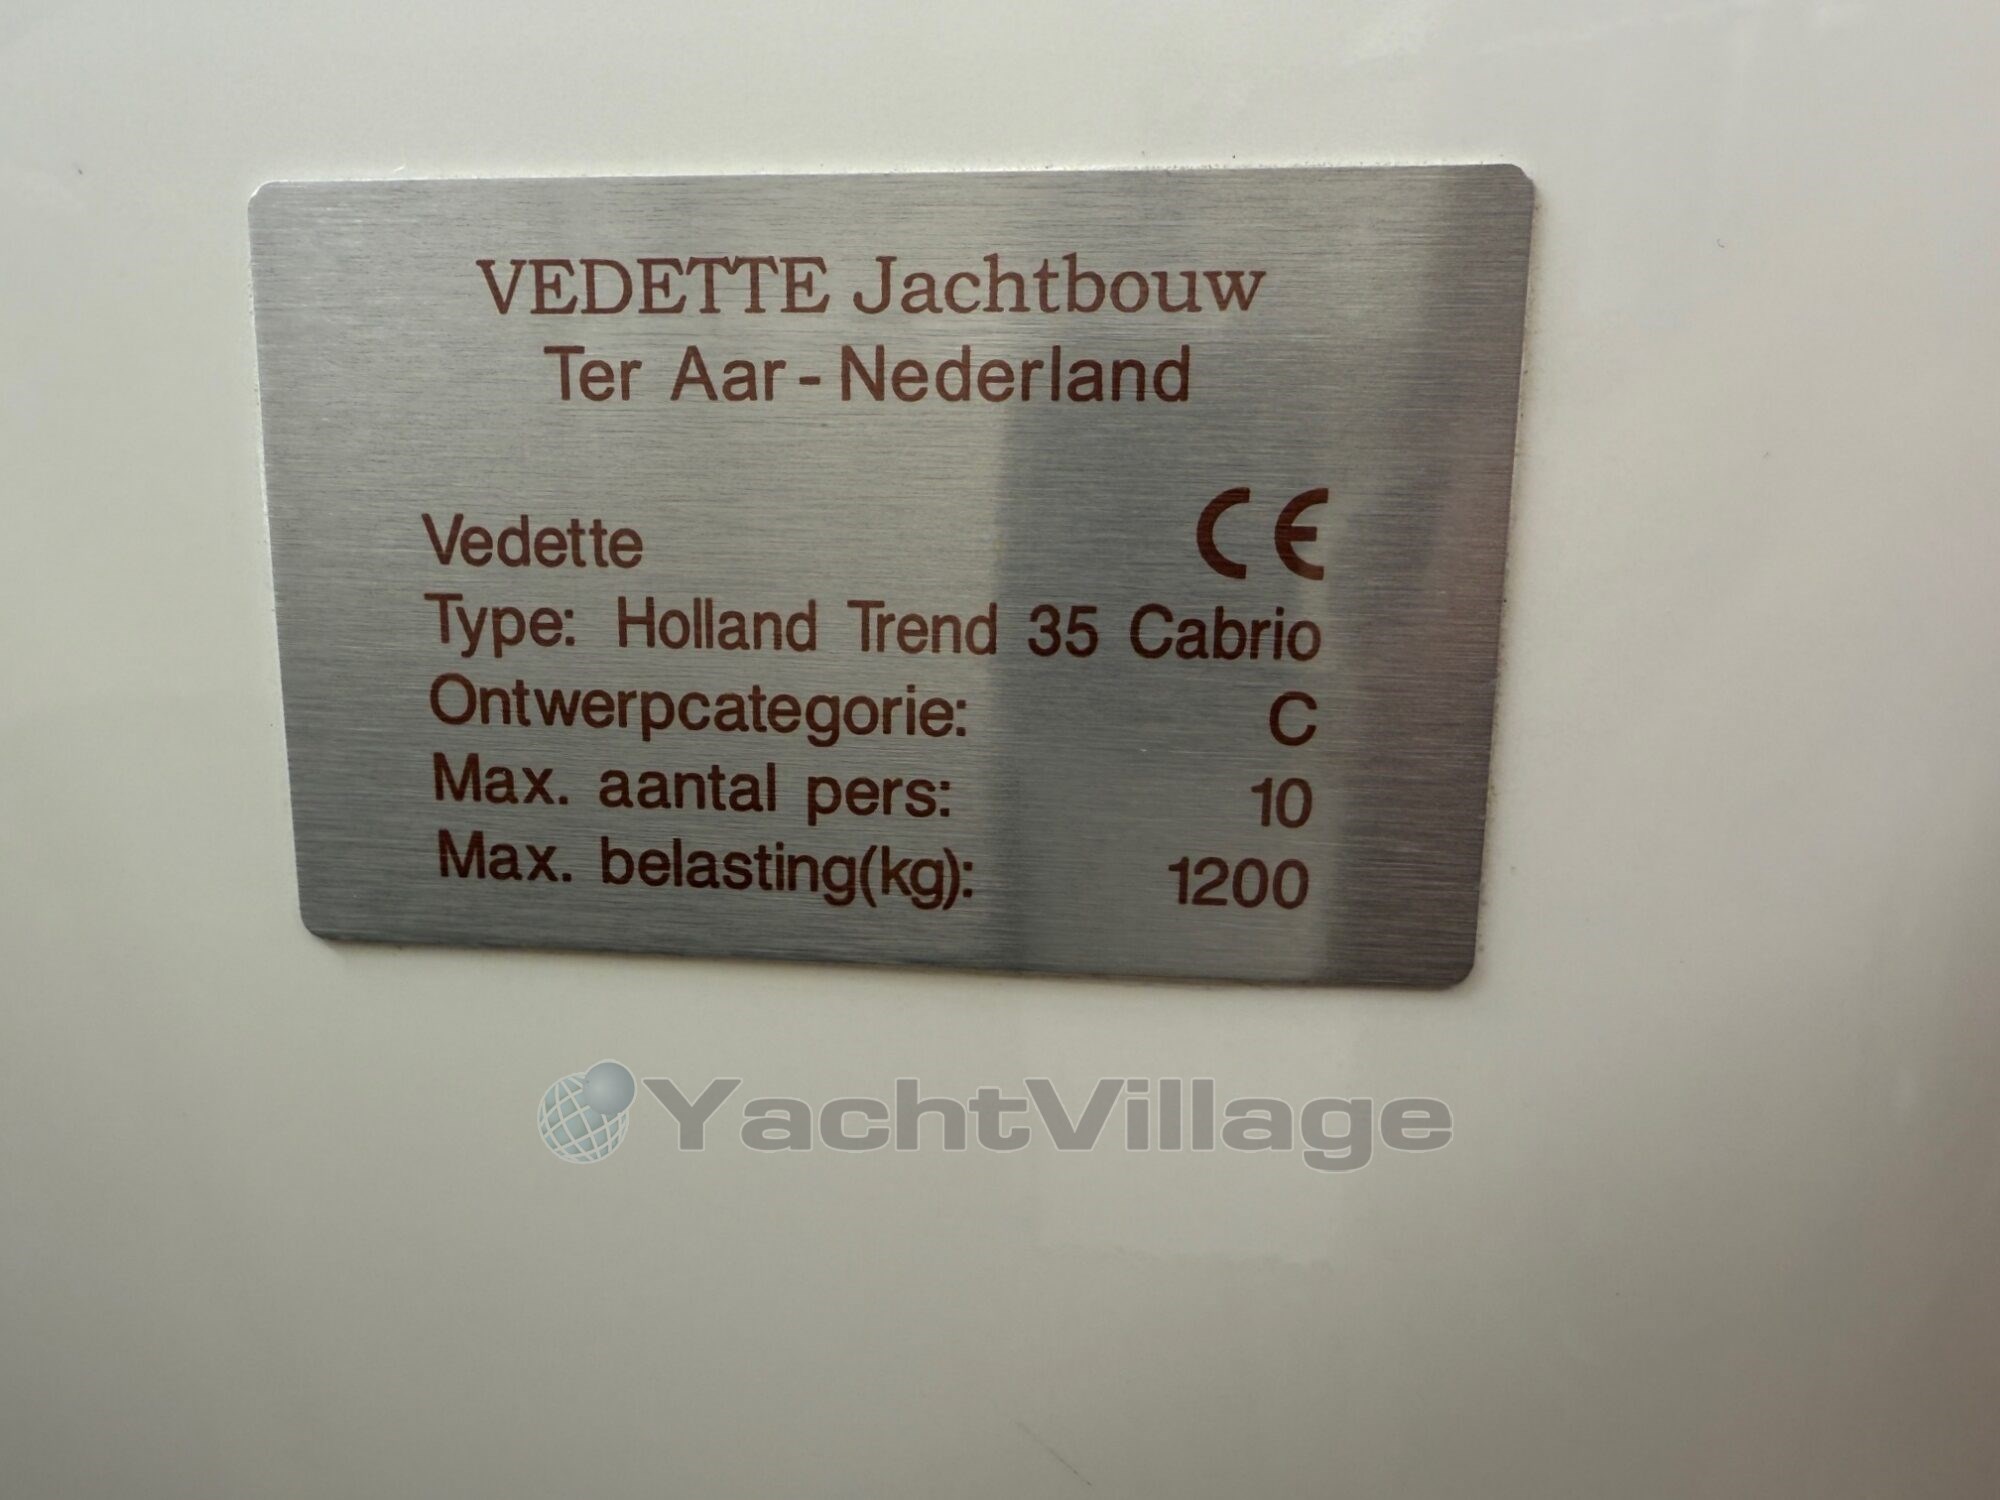 VEDETTE Jachtbouw
Ter Aar - Nederland
Vedette CE
Type: Holland Trend 35 Cabrio
Ontwerpcategorie: C
Max. aantal pers: 10
Max. belasting(kg): 1200
YachtVillage